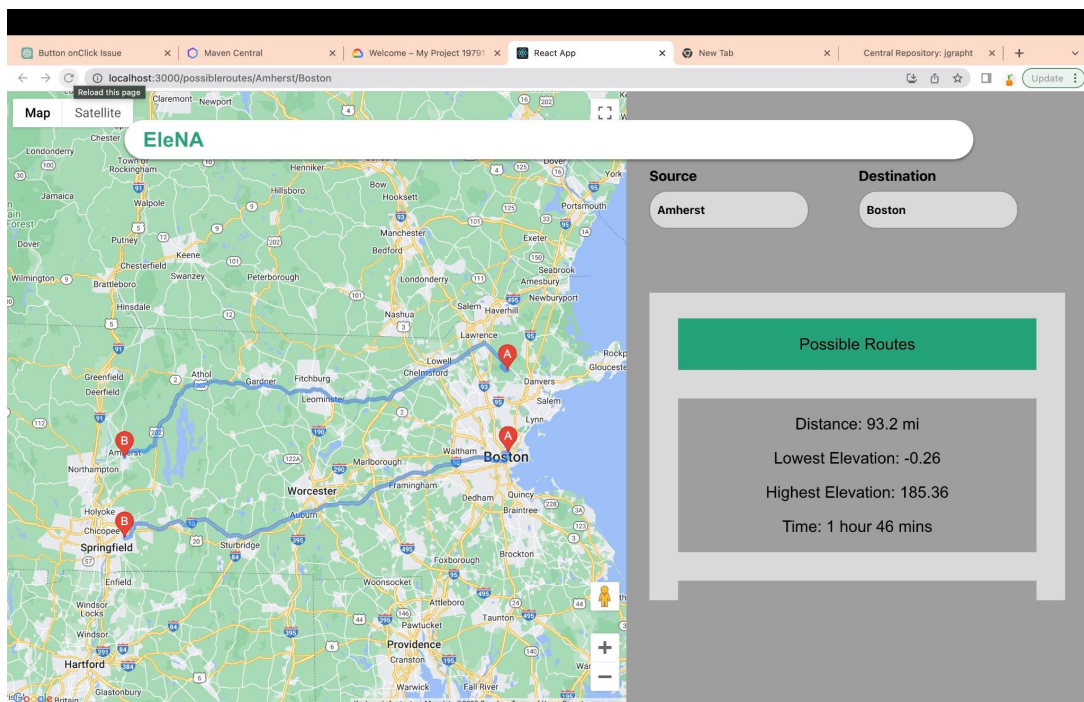 Button onClick Issue
Maven Central
Welcome – My Project 19791
React App
New Tab
Central Repository: jgrapht
localhost:3000/possibleroutes/Amherst/Boston
Update
Reload this page
Map Satellite
EleNA
Source Destination
Amherst Boston
Possible Routes
Distance: 93.2 mi
Lowest Elevation: -0.26
Highest Elevation: 185.36
Time: 1 hour 46 mins
Claremont
Newport
Chester
Londonderry
Rockingham
Henniker
Dover
York
Jamaica
Walpole
Hillsboro
Bow
Hooksett
Portsmouth
Dover
Putney
Keene
Manchester
Exeter
Bedford
Chesterfield
Swanzey
Peterborough
Londonderry
Seabrook
Amesbury
Wilmington
Brattleboro
Newburyport
Hinsdale
Nashua
Salem
Haverhill
Lawrence
Lowell
Chelmsford
Greenfield
Athol
Gardner
Fitchburg
Danvers
Deerfield
Leominster
Salem
Lynn
A
B
A
B
Waltham
Boston
Northampton
Marlborough
Worcester
Framingham
Dedham
Quincy
Braintree
Holyoke
Auburn
Chicopee
Springfield
Sturbridge
Foxborough
Brockton
Enfield
Woonsocket
Windsor
Locks
Attleboro
Taunton
Pawtucket
Windsor
Providence
Hartford
Cranston
Glastonbury
Warwick
Fall River
Google